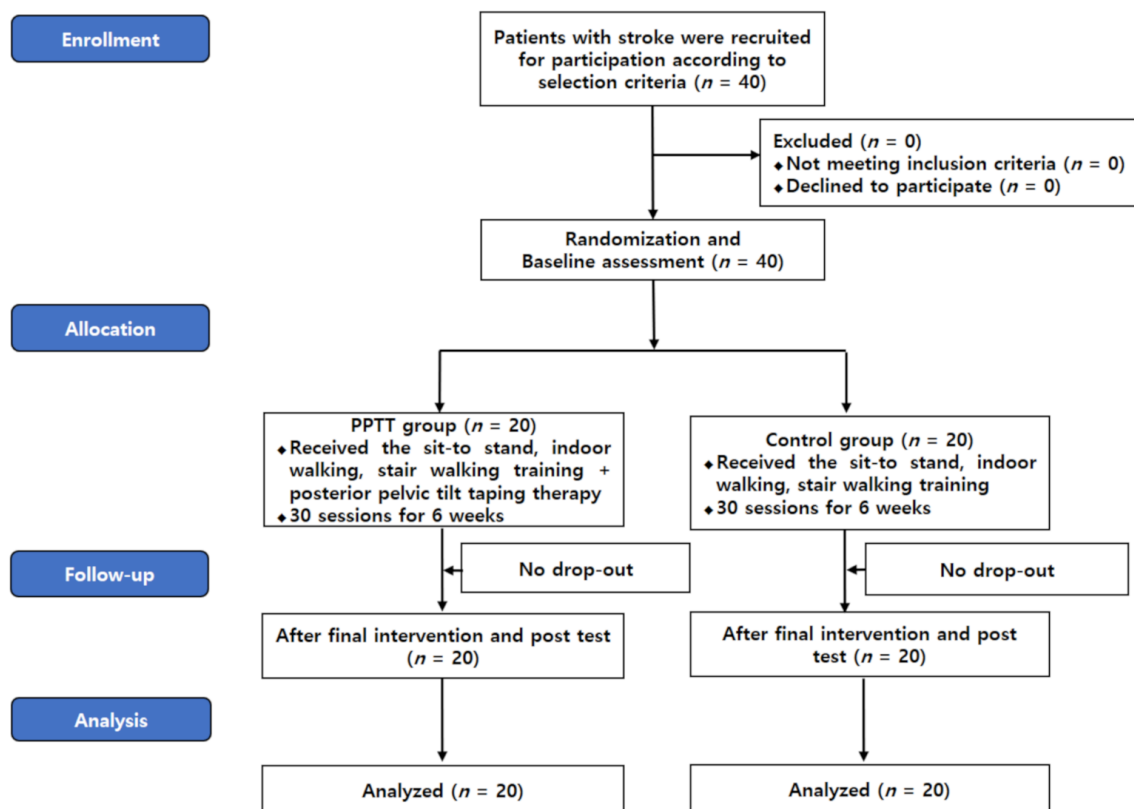 Enrollment
Patients with stroke were recruited
for participation according to
selection criteria (n = 40)
Excluded (n = 0)
◆Not meeting inclusion criteria (n = 0)
◆Declined to participate (n = 0)
Randomization and
Baseline assessment (n = 40)
Allocation
PPTT group (n = 20)
◆Received the sit-to stand, indoor
walking, stair walking training +
posterior pelvic tilt taping therapy
◆30 sessions for 6 weeks
Control group (n = 20)
◆Received the sit-to stand, indoor
walking, stair walking training
◆30 sessions for 6 weeks
Follow-up
No drop-out
No drop-out
After final intervention and post test
(n = 20)
After final intervention and post
test (n = 20)
Analysis
Analyzed (n = 20)
Analyzed (n = 20)